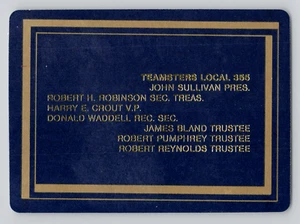 TEAMSTERS LOCAL 355
JOHN SULLIVAN PRES.
ROBERT H. ROBINSON SEC. TREAS.
HARRY E. CROUT V.P.
DONALD WADDELL REC. SEC.
JAMES BLAND TRUSTEE
ROBERT PUMPHREY TRUSTEE
ROBERT REYNOLDS TRUSTEE